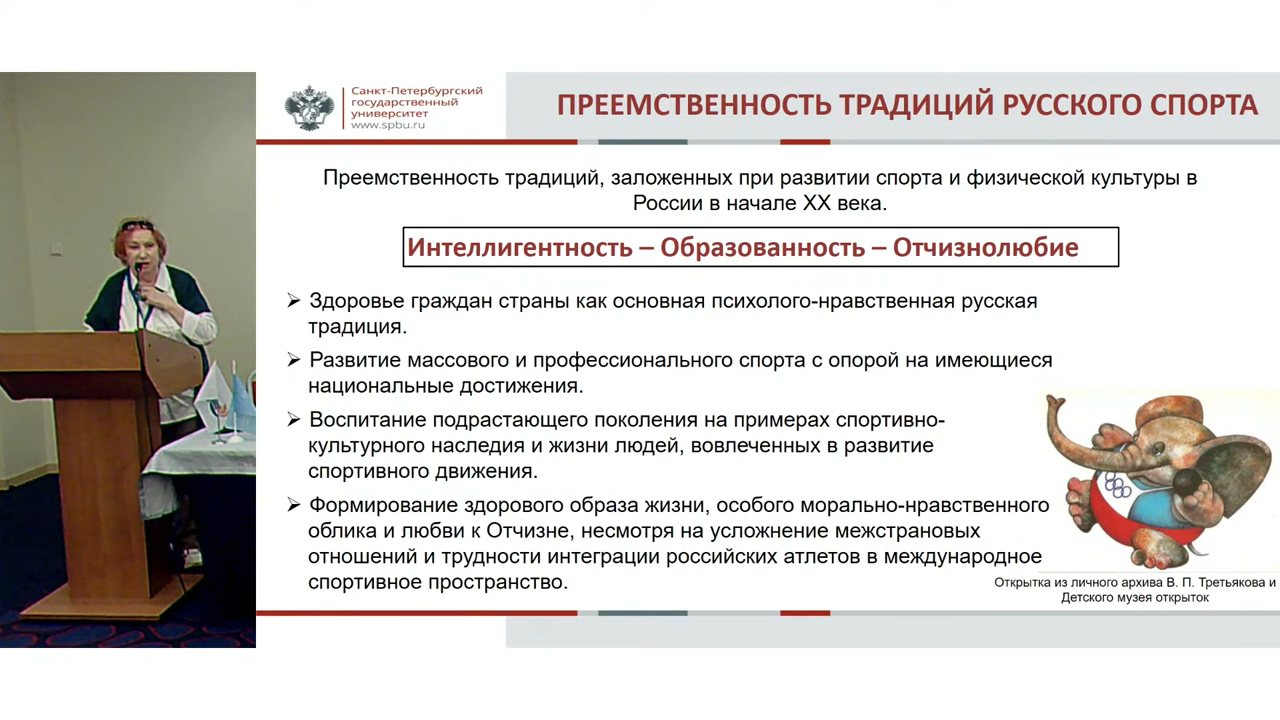 Санкт-Петербургский
государственный
университет
www.spbu.ru
ПРЕЕМСТВЕННОСТЬ ТРАДИЦИЙ РУССКОГО СПОРТА
Преемственность традиций, заложенных при развитии спорта и физической культуры в
России в начале XX века.
Интеллигентность – Образованность – Отчизнолюбие
Здоровье граждан страны как основная психолого-нравственная русская
традиция.
Развитие массового и профессионального спорта с опорой на имеющиеся
национальные достижения.
Воспитание подрастающего поколения на примерах спортивно-
культурного наследия и жизни людей, вовлеченных в развитие
спортивного движения.
Формирование здорового образа жизни, особого морально-нравственного
облика и любви к Отчизне, несмотря на усложнение межстрановых
отношений и трудности интеграции российских атлетов в международное
спортивное пространство.
Открытка из личного архива В. П. Третьякова и
Детского музея открыток